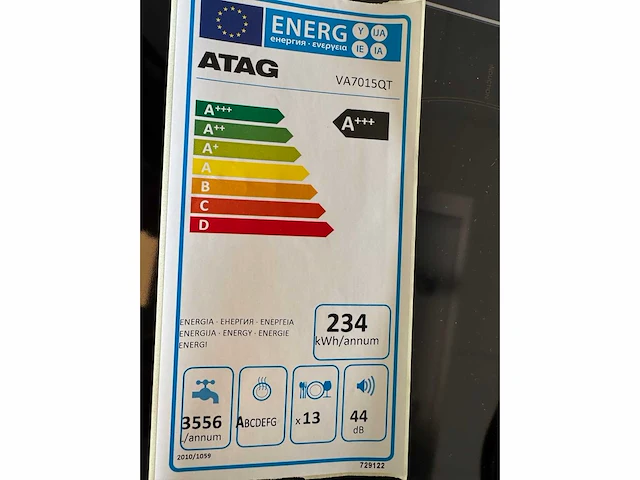 ENERG Y IJA
енергия · ενεργεια IE IA
ATAG
VA7015QT
A+++
A+++
A++
A+
A
B
C
D
ENERGIA · ЕНЕРГИЯ · ΕΝΕΡΓΕΙΑ
ENERGIJA · ENERGY · ENERGIE
ENERGI
234
kWh/annum
3556
L/annum
ABCDEFG
x 13
44
dB
2010/1059
729122